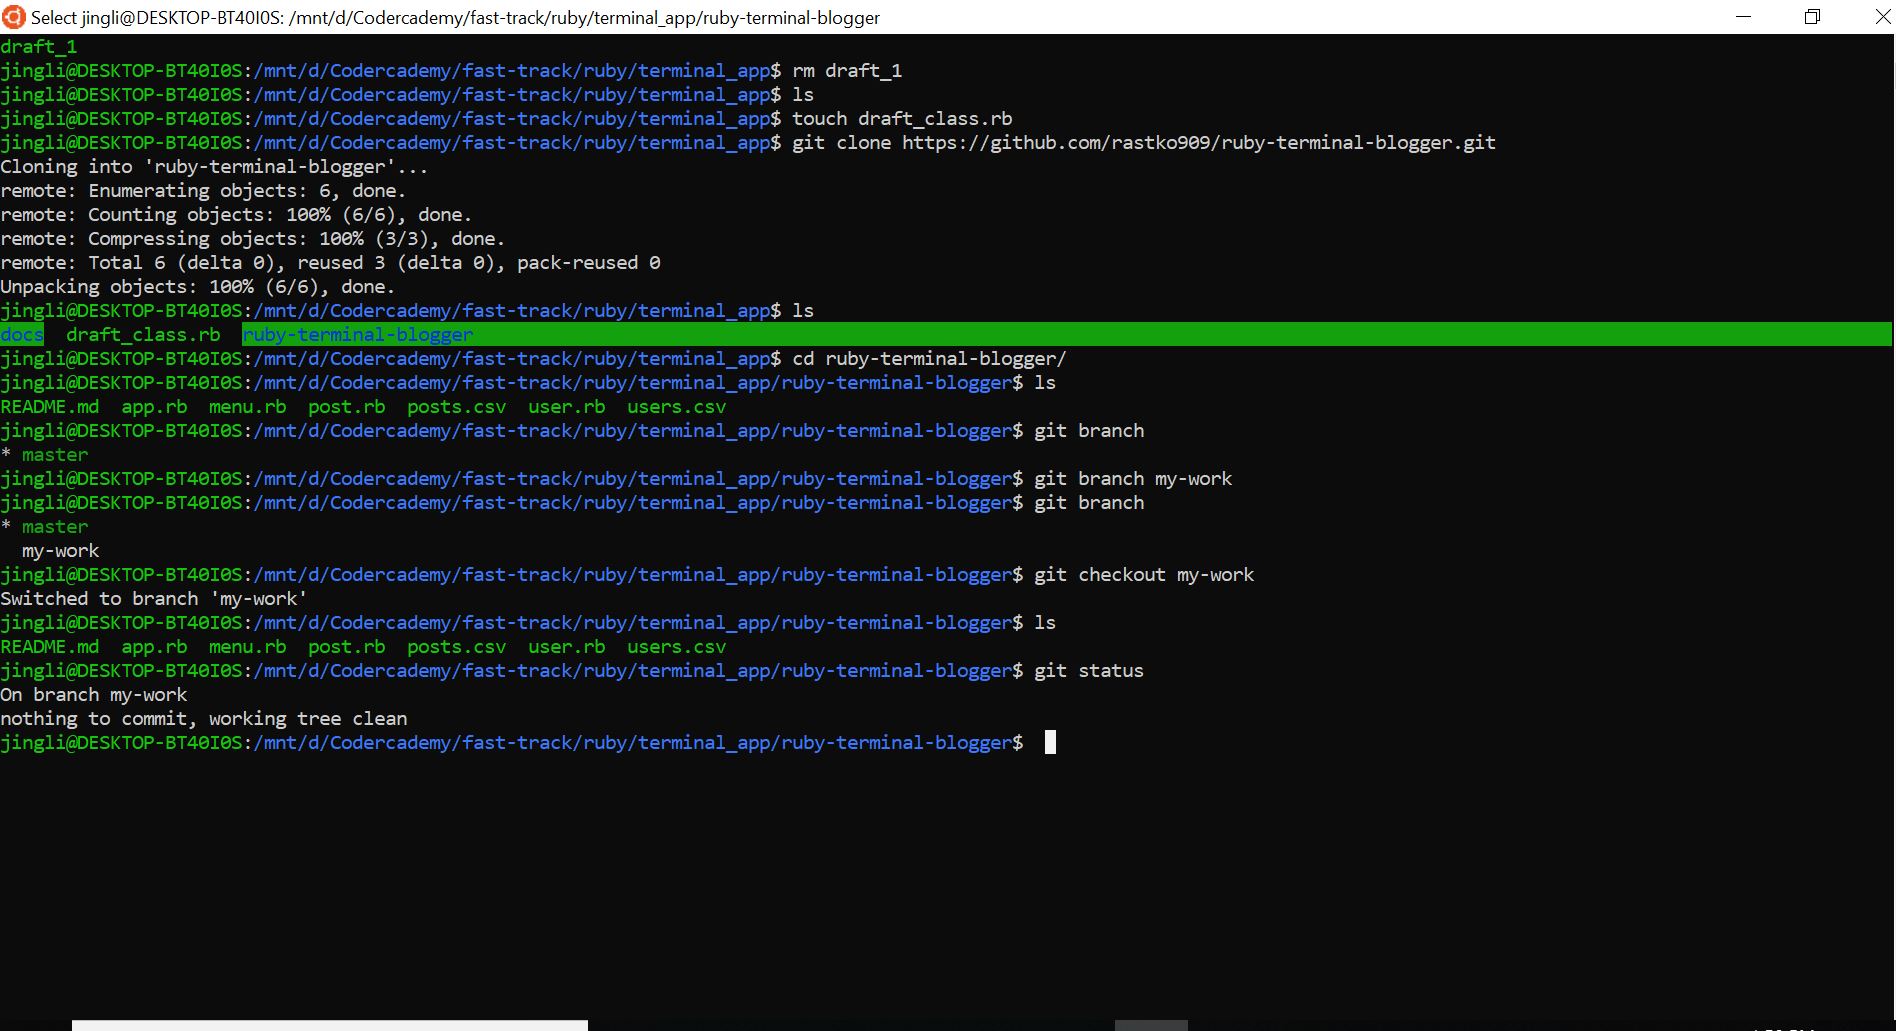 Select jingli@DESKTOP-BT40I0S: /mnt/d/Codercademy/fast-track/ruby/terminal_app/ruby-terminal-blogger
draft_1
jingli@DESKTOP-BT40I0S:/mnt/d/Codercademy/fast-track/ruby/terminal_app$ rm draft_1
jingli@DESKTOP-BT40I0S:/mnt/d/Codercademy/fast-track/ruby/terminal_app$ ls
jingli@DESKTOP-BT40I0S:/mnt/d/Codercademy/fast-track/ruby/terminal_app$ touch draft_class.rb
jingli@DESKTOP-BT40I0S:/mnt/d/Codercademy/fast-track/ruby/terminal_app$ git clone https://github.com/rastko909/ruby-terminal-blogger.git
Cloning into 'ruby-terminal-blogger'...
remote: Enumerating objects: 6, done.
remote: Counting objects: 100% (6/6), done.
remote: Compressing objects: 100% (3/3), done.
remote: Total 6 (delta 0), reused 3 (delta 0), pack-reused 0
Unpacking objects: 100% (6/6), done.
jingli@DESKTOP-BT40I0S:/mnt/d/Codercademy/fast-track/ruby/terminal_app$ ls
docs  draft_class.rb  ruby-terminal-blogger
jingli@DESKTOP-BT40I0S:/mnt/d/Codercademy/fast-track/ruby/terminal_app$ cd ruby-terminal-blogger/
jingli@DESKTOP-BT40I0S:/mnt/d/Codercademy/fast-track/ruby/terminal_app/ruby-terminal-blogger$ ls
README.md  app.rb  menu.rb  post.rb  posts.csv  user.rb  users.csv
jingli@DESKTOP-BT40I0S:/mnt/d/Codercademy/fast-track/ruby/terminal_app/ruby-terminal-blogger$ git branch
* master
jingli@DESKTOP-BT40I0S:/mnt/d/Codercademy/fast-track/ruby/terminal_app/ruby-terminal-blogger$ git branch my-work
jingli@DESKTOP-BT40I0S:/mnt/d/Codercademy/fast-track/ruby/terminal_app/ruby-terminal-blogger$ git branch
* master
  my-work
jingli@DESKTOP-BT40I0S:/mnt/d/Codercademy/fast-track/ruby/terminal_app/ruby-terminal-blogger$ git checkout my-work
Switched to branch 'my-work'
jingli@DESKTOP-BT40I0S:/mnt/d/Codercademy/fast-track/ruby/terminal_app/ruby-terminal-blogger$ ls
README.md  app.rb  menu.rb  post.rb  posts.csv  user.rb  users.csv
jingli@DESKTOP-BT40I0S:/mnt/d/Codercademy/fast-track/ruby/terminal_app/ruby-terminal-blogger$ git status
On branch my-work
nothing to commit, working tree clean
jingli@DESKTOP-BT40I0S:/mnt/d/Codercademy/fast-track/ruby/terminal_app/ruby-terminal-blogger$